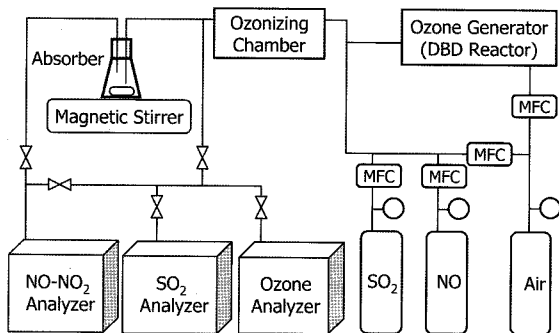 Ozonizing
Chamber
Ozone Generator
(DBD Reactor)
Absorber
Magnetic Stirrer
MFC
MFC
MFC
MFC
NO-NO₂
Analyzer
SO₂
Analyzer
Ozone
Analyzer
SO₂
NO
Air